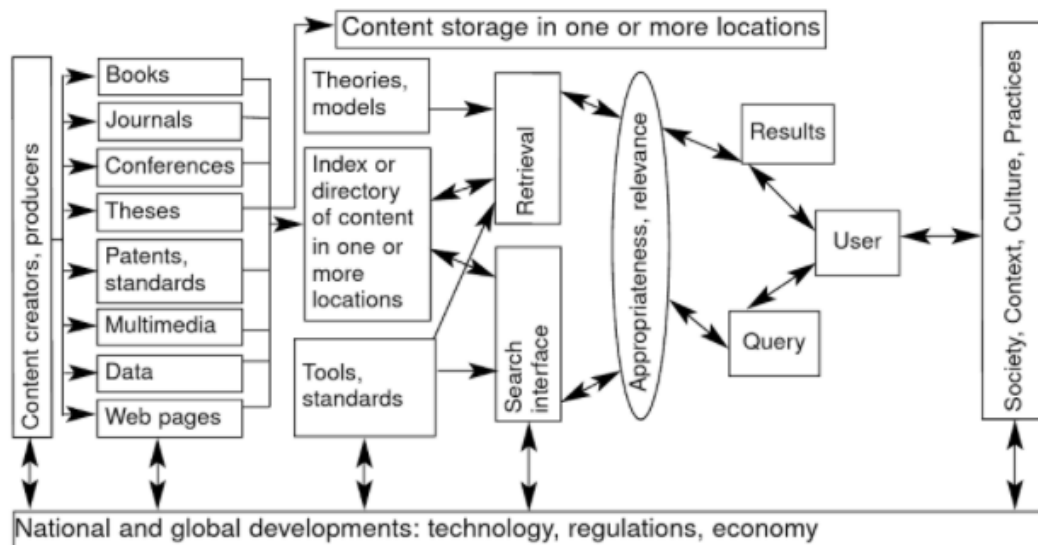 Content storage in one or more locations
Content creators, producers
Books
Journals
Conferences
Theses
Patents,
standards
Multimedia
Data
Web pages
Theories,
models
Index or
directory
of content
in one or
more
locations
Tools,
standards
Retrieval
Search
interface
Appropriateness, relevance
Results
User
Query
Society, Context, Culture, Practices
National and global developments: technology, regulations, economy